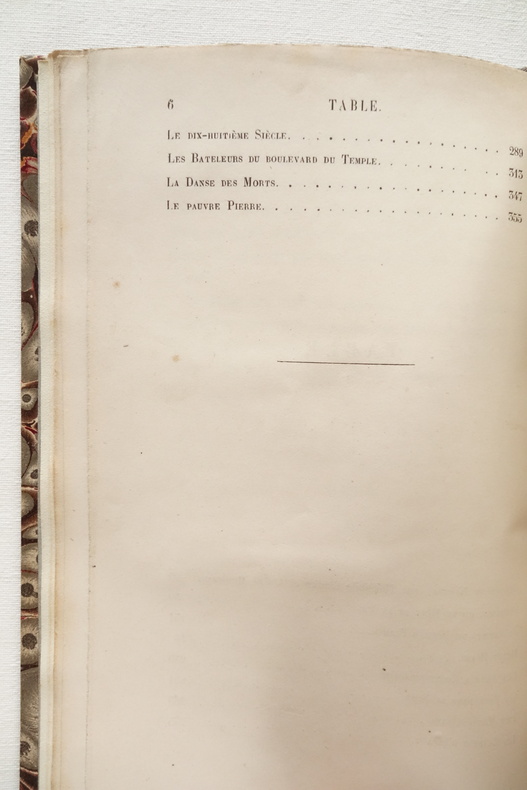 6 TABLE.
Le dix-huitième Siècle. . . . . . . . . . . . . . . . . 289
Les Bateleurs du boulevard du Temple. . . . . . . . . . 313
La Danse des Morts. . . . . . . . . . . . . . . . . . 347
Le pauvre Pierre. . . . . . . . . . . . . . . . . . . 355